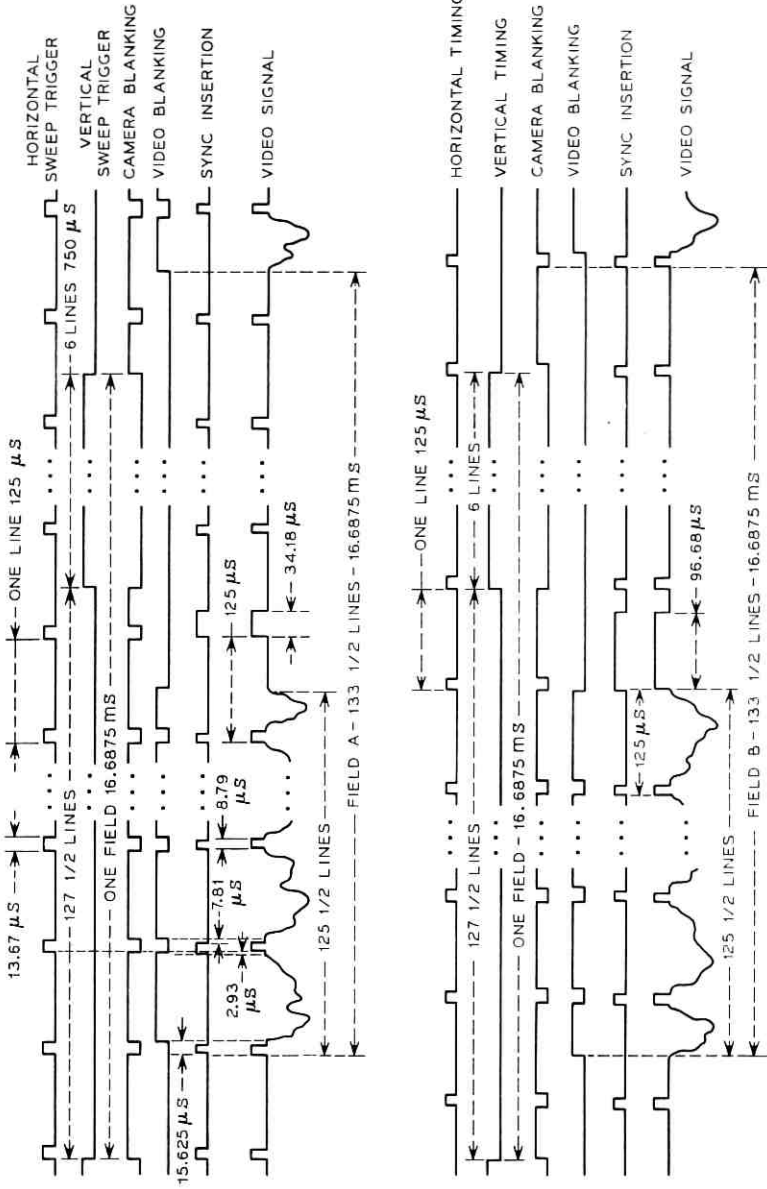 HORIZONTAL
SWEEP TRIGGER
VERTICAL
SWEEP TRIGGER
CAMERA BLANKING
VIDEO BLANKING
SYNC INSERTION
VIDEO SIGNAL
ONE LINE 125 μS
13.67 μS
127 1/2 LINES
6 LINES 750 μS
ONE FIELD 16.6875 mS
15.625 μS
2.93
μS
7.81
μS
8.79
μS
125 μS
34.18 μS
125 1/2 LINES
FIELD A - 133 1/2 LINES - 16.6875 mS
HORIZONTAL TIMING
VERTICAL TIMING
CAMERA BLANKING
VIDEO BLANKING
SYNC INSERTION
VIDEO SIGNAL
ONE LINE 125 μS
127 1/2 LINES
6 LINES
ONE FIELD - 16.6875 mS
125 μS
96.68 μS
125 1/2 LINES
FIELD B - 133 1/2 LINES - 16.6875 mS